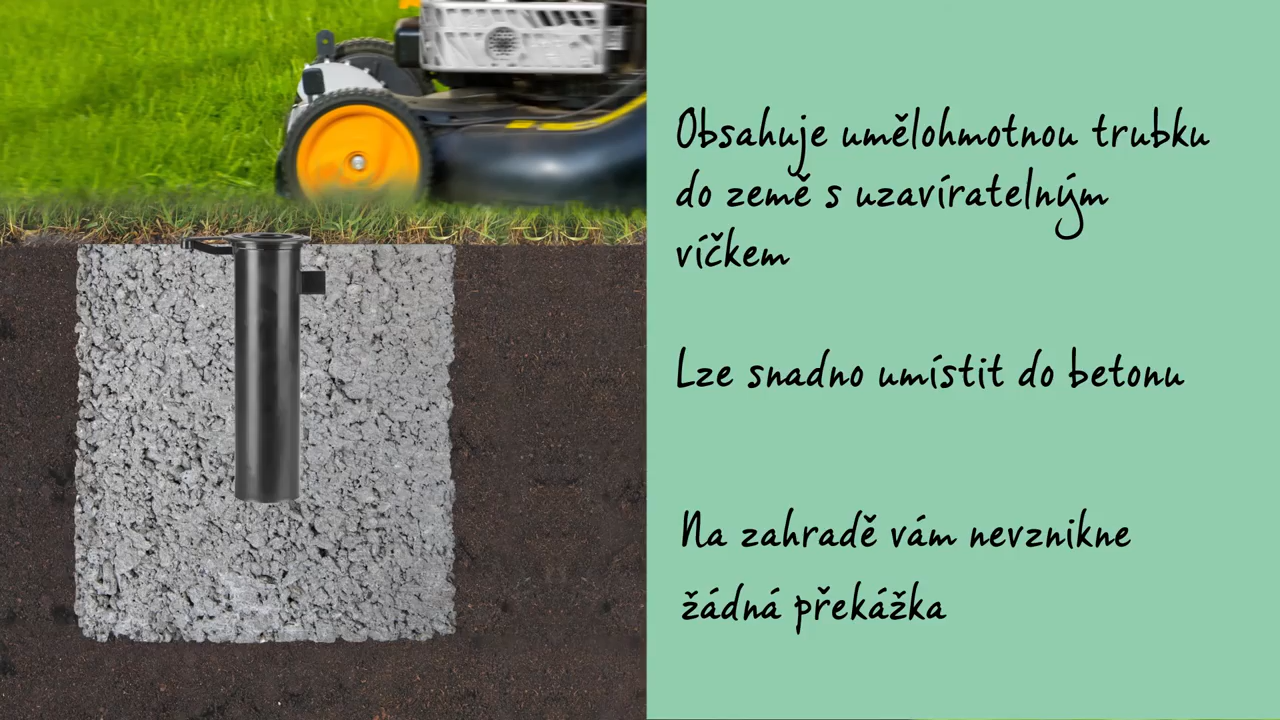 Obsahuje umělohmotnou trubku
do země s uzavíratelným
víčkem
Lze snadno umístit do betonu
Na zahradě vám nevznikne
žádná překážka